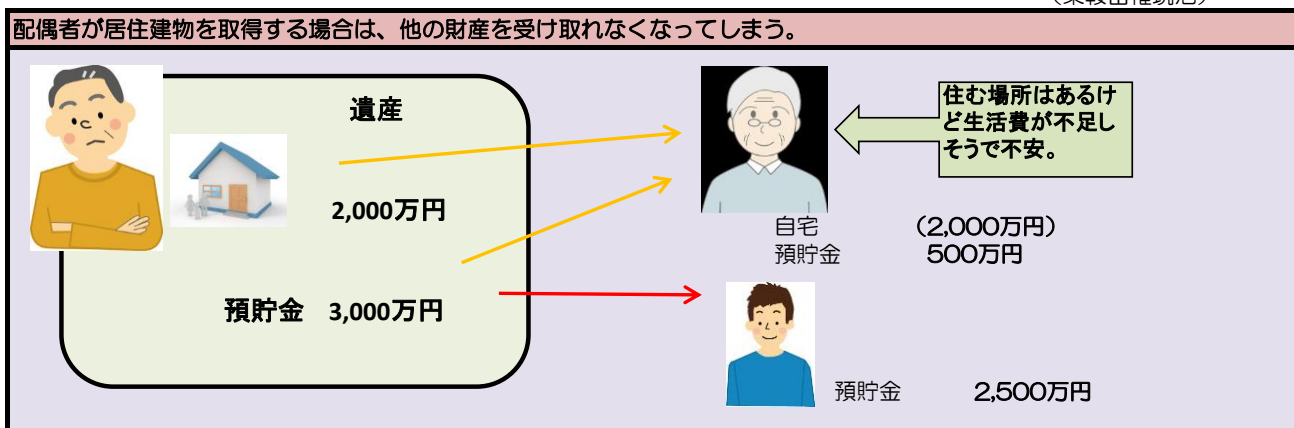 配偶者が居住建物を取得する場合は、他の財産を受け取れなくなってしまう。
遺産
2,000万円
預貯金 3,000万円
住む場所はあるけ
ど生活費が不足し
そうで不安。
自宅 (2,000万円)
預貯金 500万円
預貯金 2,500万円